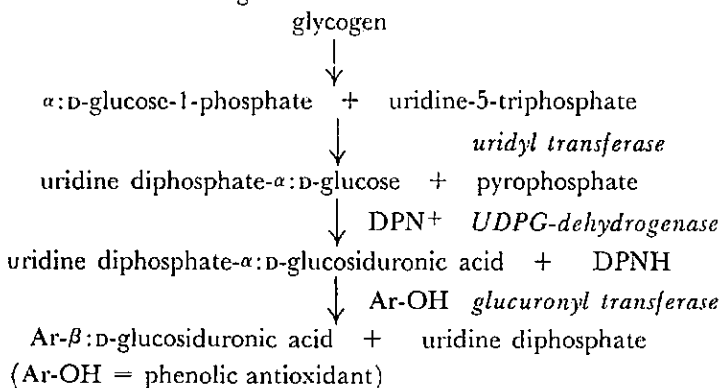 glycogen
α:D-glucose-1-phosphate + uridine-5-triphosphate
uridyl transferase
uridine diphosphate-α:D-glucose + pyrophosphate
DPN+ UDPG-dehydrogenase
uridine diphosphate-α:D-glucosiduronic acid + DPNH
Ar-OH glucuronyl transferase
Ar-β:D-glucosiduronic acid + uridine diphosphate
(Ar-OH = phenolic antioxidant)